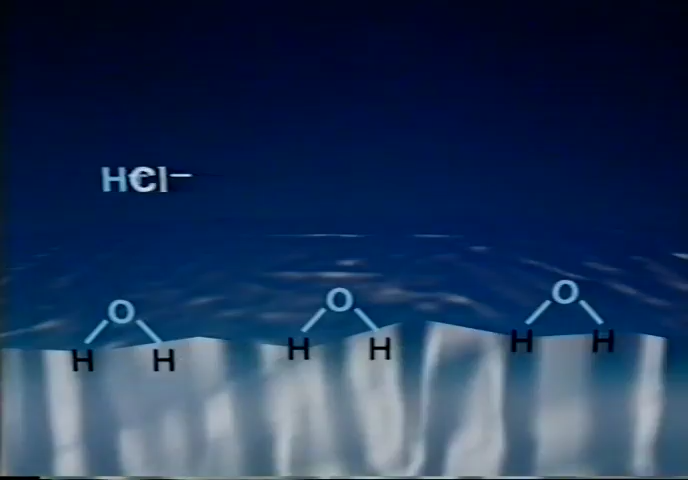 HCl⁻
O O O
H H H H H H